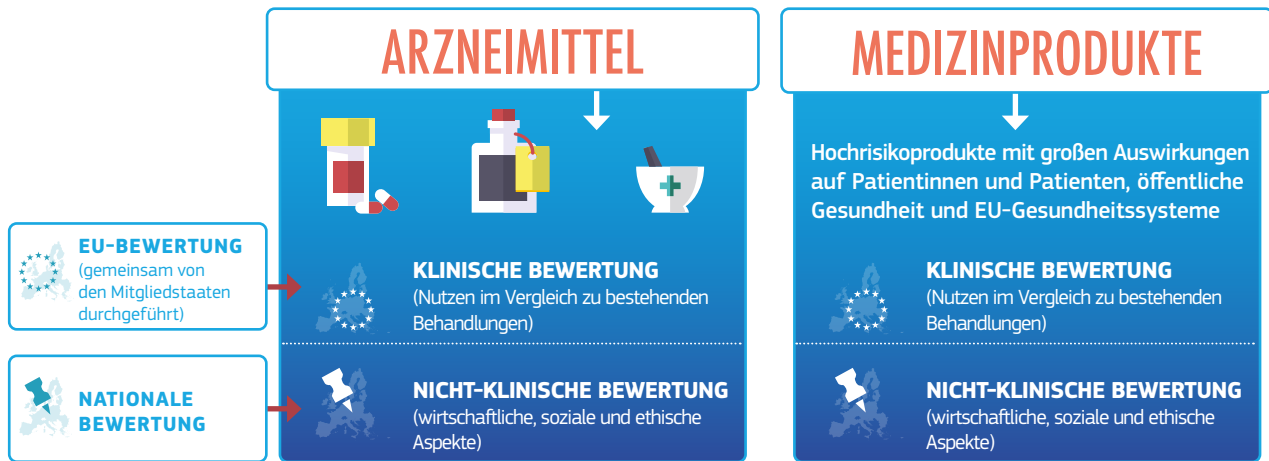 ARZNEIMITTEL
MEDIZINPRODUKTE
Hochrisikoprodukte mit großen Auswirkungen
auf Patientinnen und Patienten, öffentliche
Gesundheit und EU-Gesundheitssysteme
EU-BEWERTUNG
(gemeinsam von
den Mitgliedstaaten
durchgeführt)
KLINISCHE BEWERTUNG
(Nutzen im Vergleich zu bestehenden
Behandlungen)
KLINISCHE BEWERTUNG
(Nutzen im Vergleich zu bestehenden
Behandlungen)
NATIONALE
BEWERTUNG
NICHT-KLINISCHE BEWERTUNG
(wirtschaftliche, soziale und ethische
Aspekte)
NICHT-KLINISCHE BEWERTUNG
(wirtschaftliche, soziale und ethische
Aspekte)